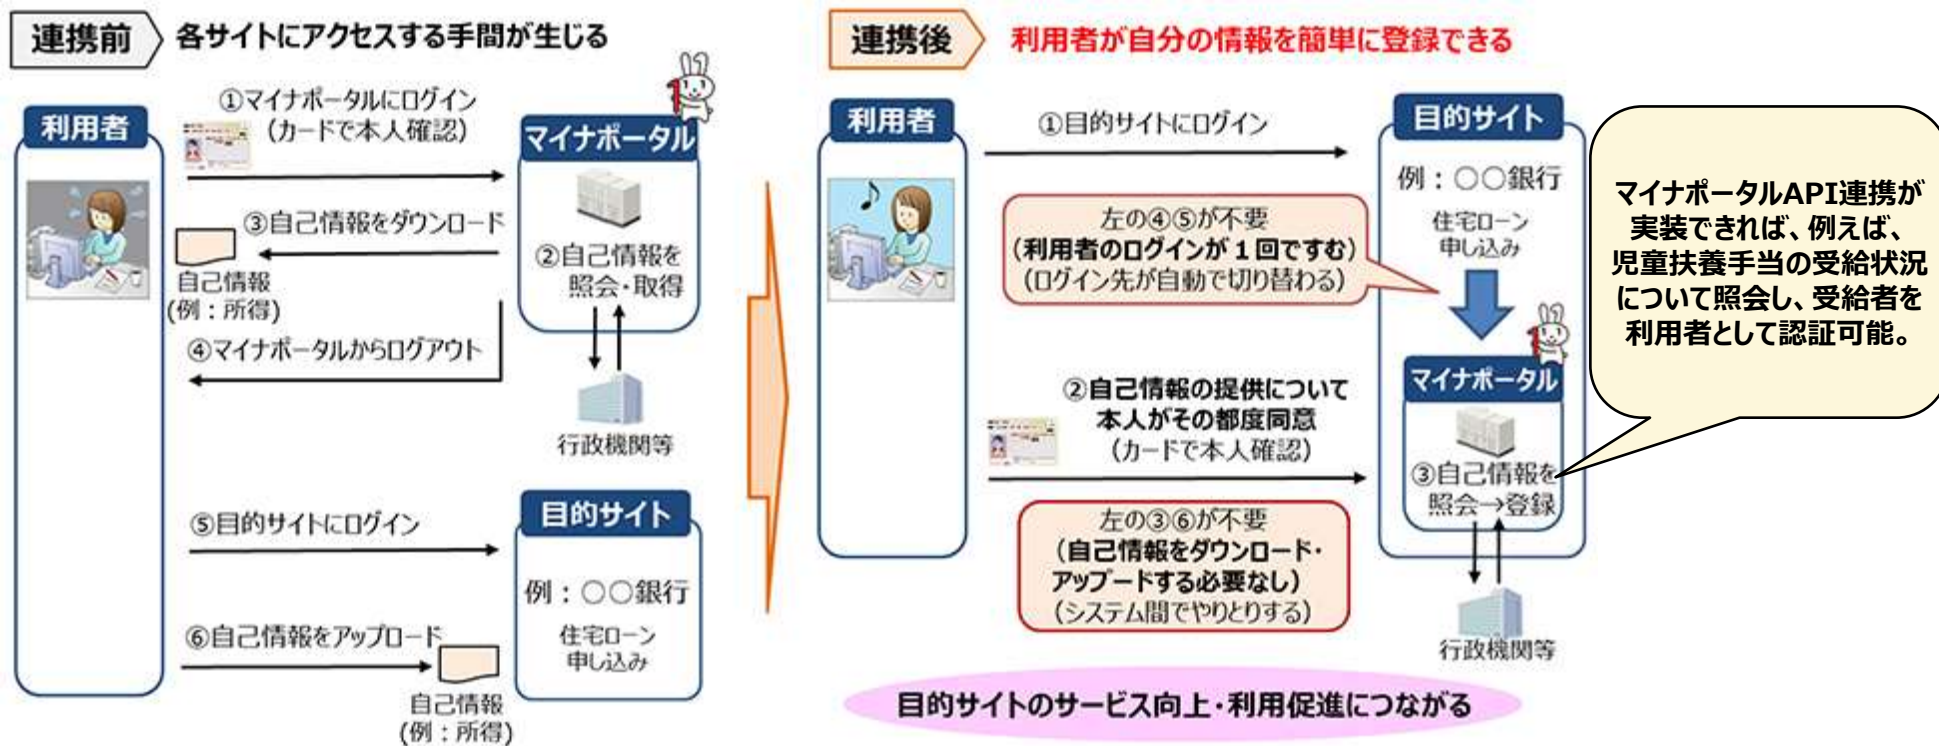 連携前
各サイトにアクセスする手間が生じる
利用者
①マイナポータルにログイン
(カードで本人確認)
マイナポータル
②自己情報を
照会・取得
③自己情報をダウンロード
自己情報
(例：所得)
④マイナポータルからログアウト
行政機関等
⑤目的サイトにログイン
目的サイト
例：〇〇銀行
住宅ローン
申し込み
⑥自己情報をアップロード
自己情報
(例：所得)
連携後
利用者が自分の情報を簡単に登録できる
利用者
①目的サイトにログイン
目的サイト
例：〇〇銀行
住宅ローン
申し込み
左の④⑤が不要
(利用者のログインが１回ですむ)
(ログイン先が自動で切り替わる)
マイナポータル
②自己情報の提供について
本人がその都度同意
(カードで本人確認)
③自己情報を
照会→登録
左の③⑥が不要
(自己情報をダウンロード・
アップードする必要なし)
(システム間でやりとりする)
行政機関等
目的サイトのサービス向上・利用促進につながる
マイナポータルAPI連携が
実装できれば、例えば、
児童扶養手当の受給状況
について照会し、受給者を
利用者として認証可能。